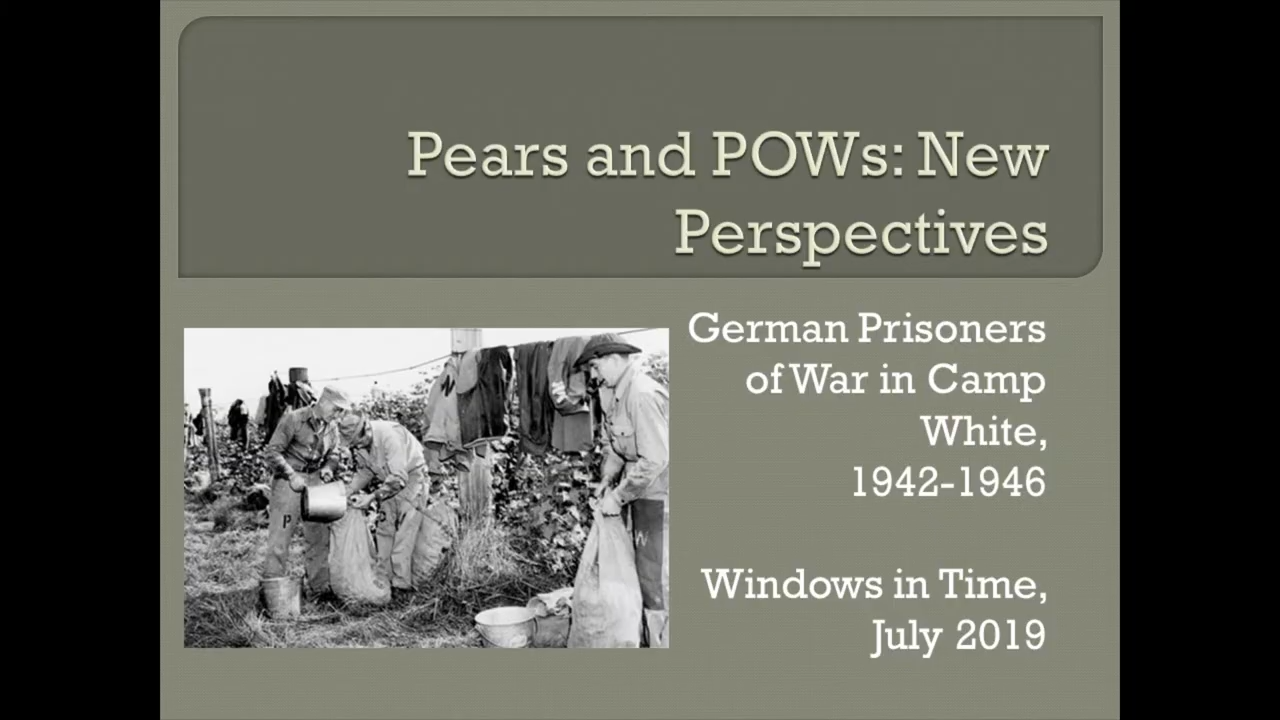 Pears and POWs: New
Perspectives
German Prisoners
of War in Camp
White,
1942-1946
Windows in Time,
July 2019
P
W